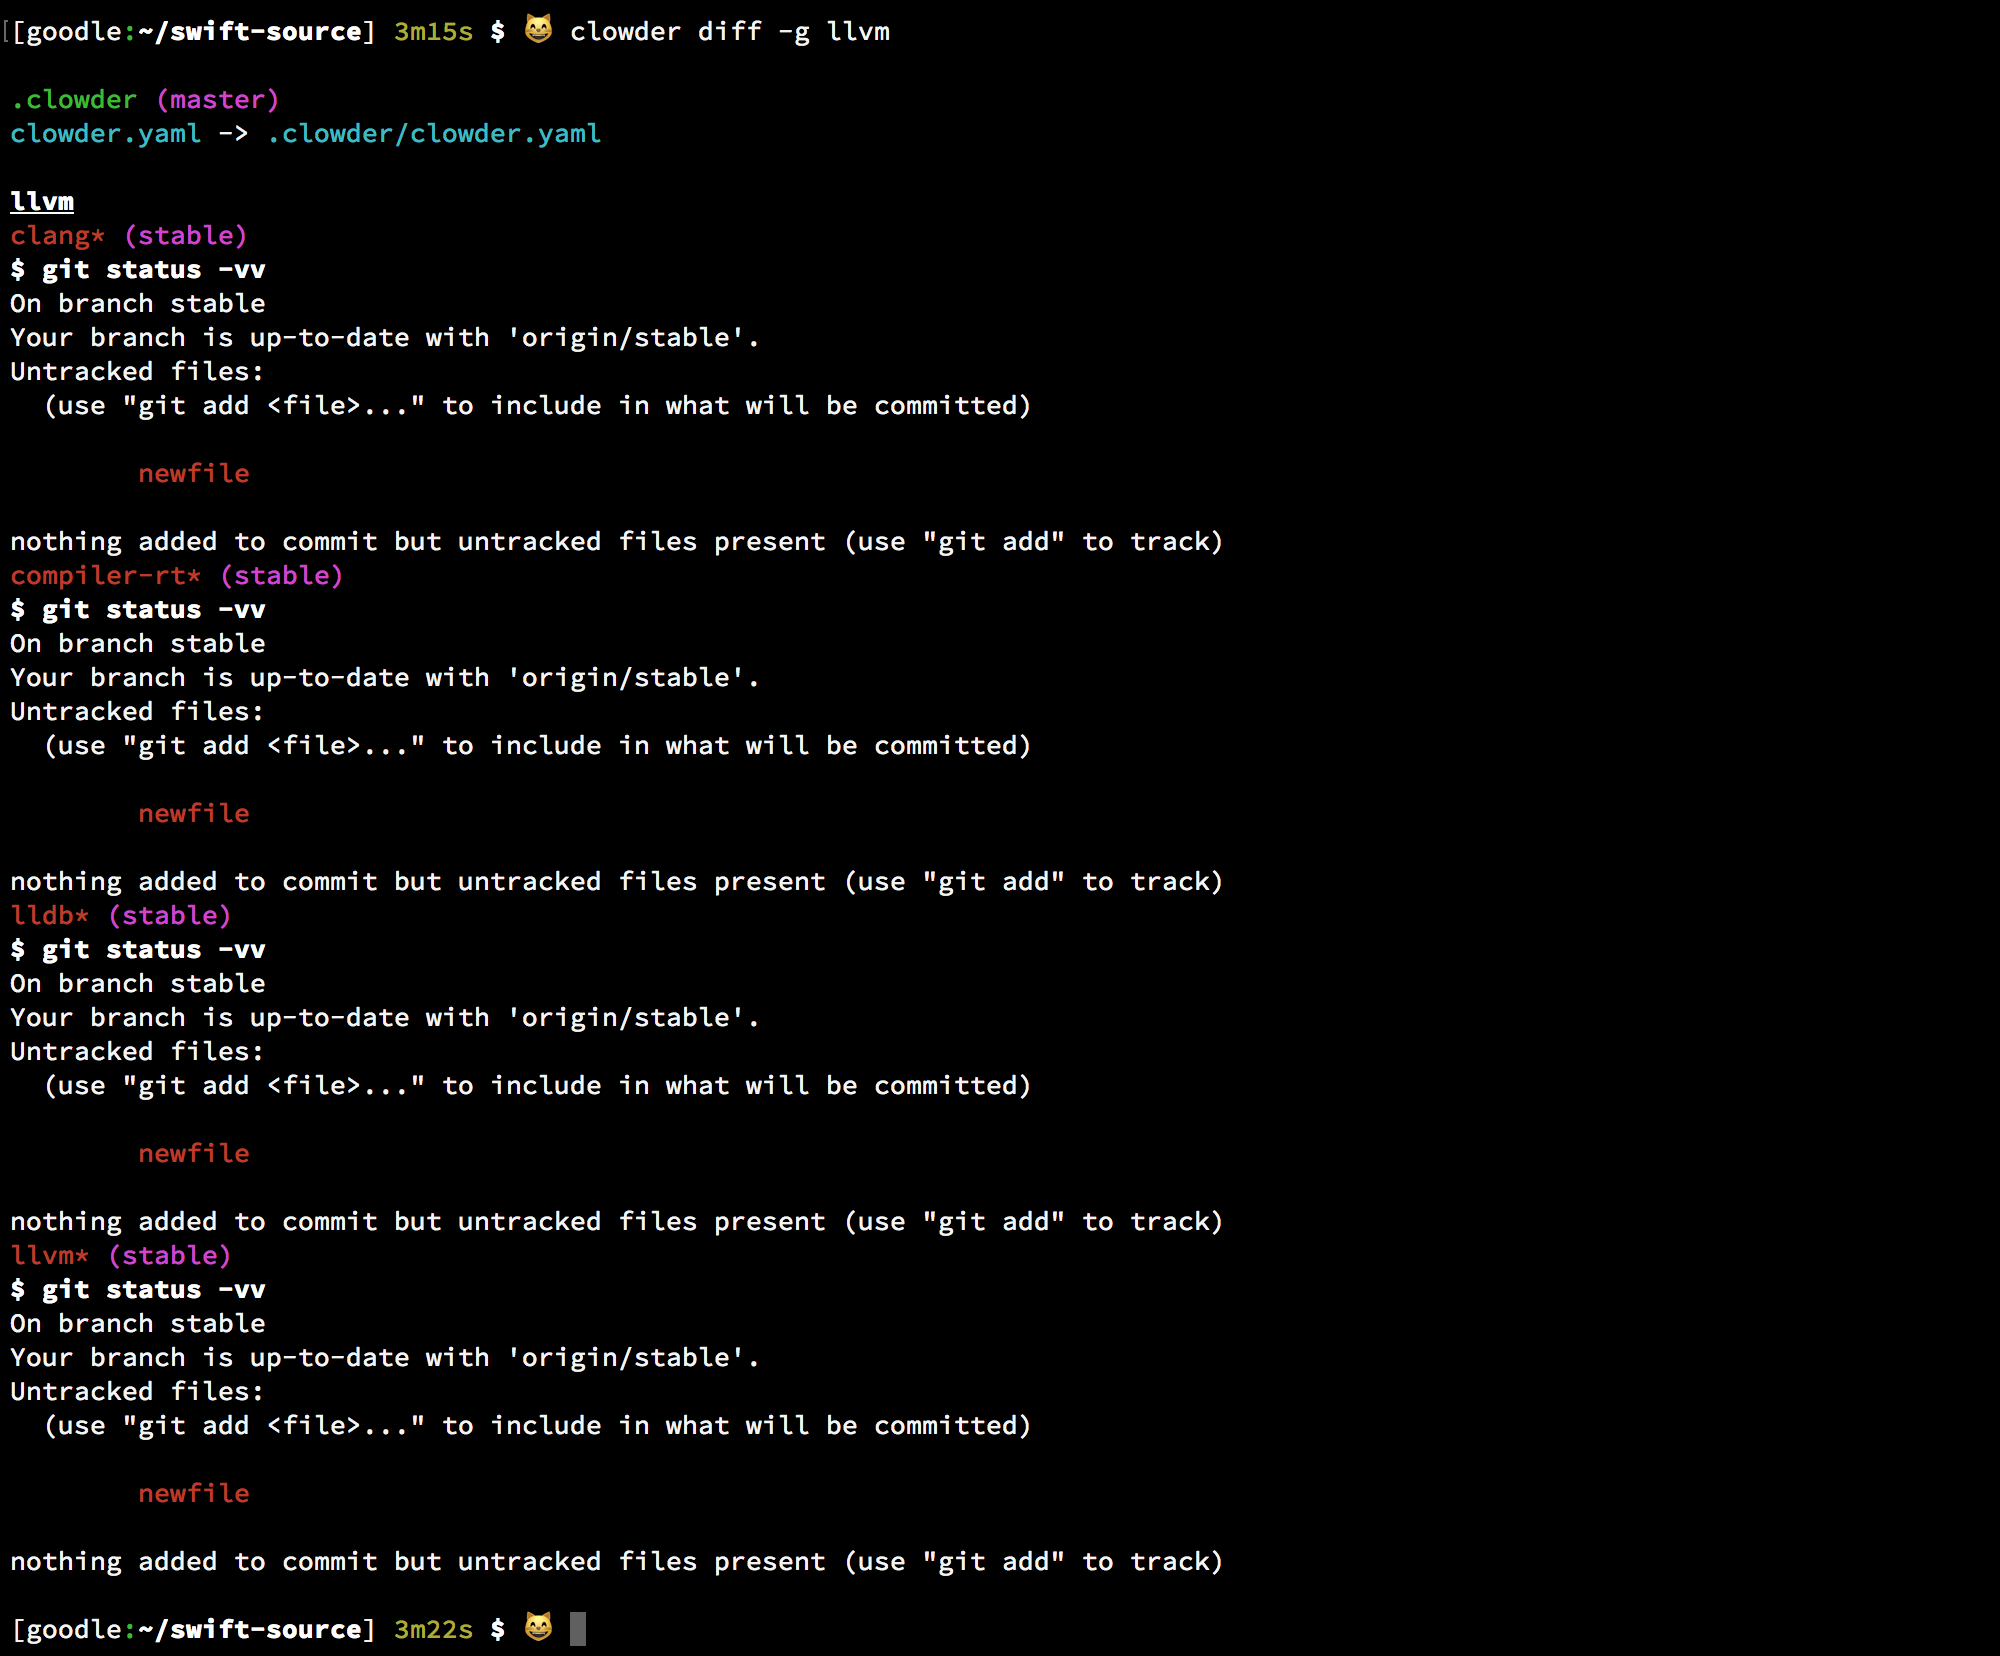 [[goodle:~/swift-source] 3m15s $ 😸 clowder diff -g llvm
.clowder (master)
clowder.yaml -> .clowder/clowder.yaml
llvm
clang* (stable)
$ git status -vv
On branch stable
Your branch is up-to-date with 'origin/stable'.
Untracked files:
  (use "git add <file>..." to include in what will be committed)
        newfile
nothing added to commit but untracked files present (use "git add" to track)
compiler-rt* (stable)
$ git status -vv
On branch stable
Your branch is up-to-date with 'origin/stable'.
Untracked files:
  (use "git add <file>..." to include in what will be committed)
        newfile
nothing added to commit but untracked files present (use "git add" to track)
lldb* (stable)
$ git status -vv
On branch stable
Your branch is up-to-date with 'origin/stable'.
Untracked files:
  (use "git add <file>..." to include in what will be committed)
        newfile
nothing added to commit but untracked files present (use "git add" to track)
llvm* (stable)
$ git status -vv
On branch stable
Your branch is up-to-date with 'origin/stable'.
Untracked files:
  (use "git add <file>..." to include in what will be committed)
        newfile
nothing added to commit but untracked files present (use "git add" to track)
[goodle:~/swift-source] 3m22s $ 😸